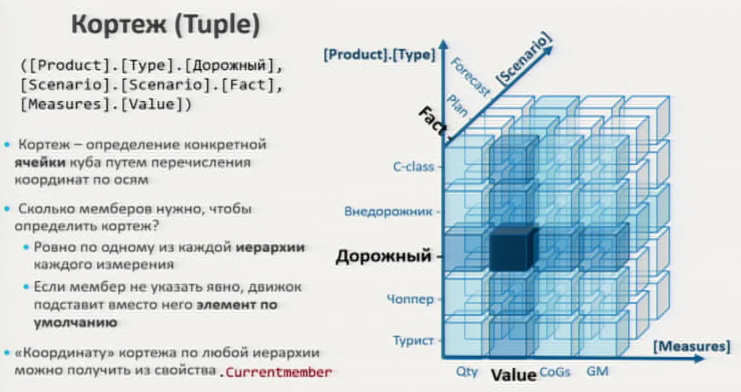 Кортеж (Tuple)
([Product].[Type].[Дорожный],
[Scenario].[Scenario].[Fact],
[Measures].[Value])
• Кортеж – определение конкретной
ячейки куба путем перечисления
координат по осям
• Сколько мемберов нужно, чтобы
определить кортеж?
• Ровно по одному из каждой иерархии
каждого измерения
• Если мембер не указать явно, движок
подставит вместо него элемент по
умолчанию
• «Координату» кортежа по любой иерархии
можно получить из свойства .Currentmember
[Product].[Type]
[Scenario]
Forecast
Plan
Fact
C-class
Внедорожник
Дорожный
Чоппер
Турист
[Measures]
Qty Value CoGs GM